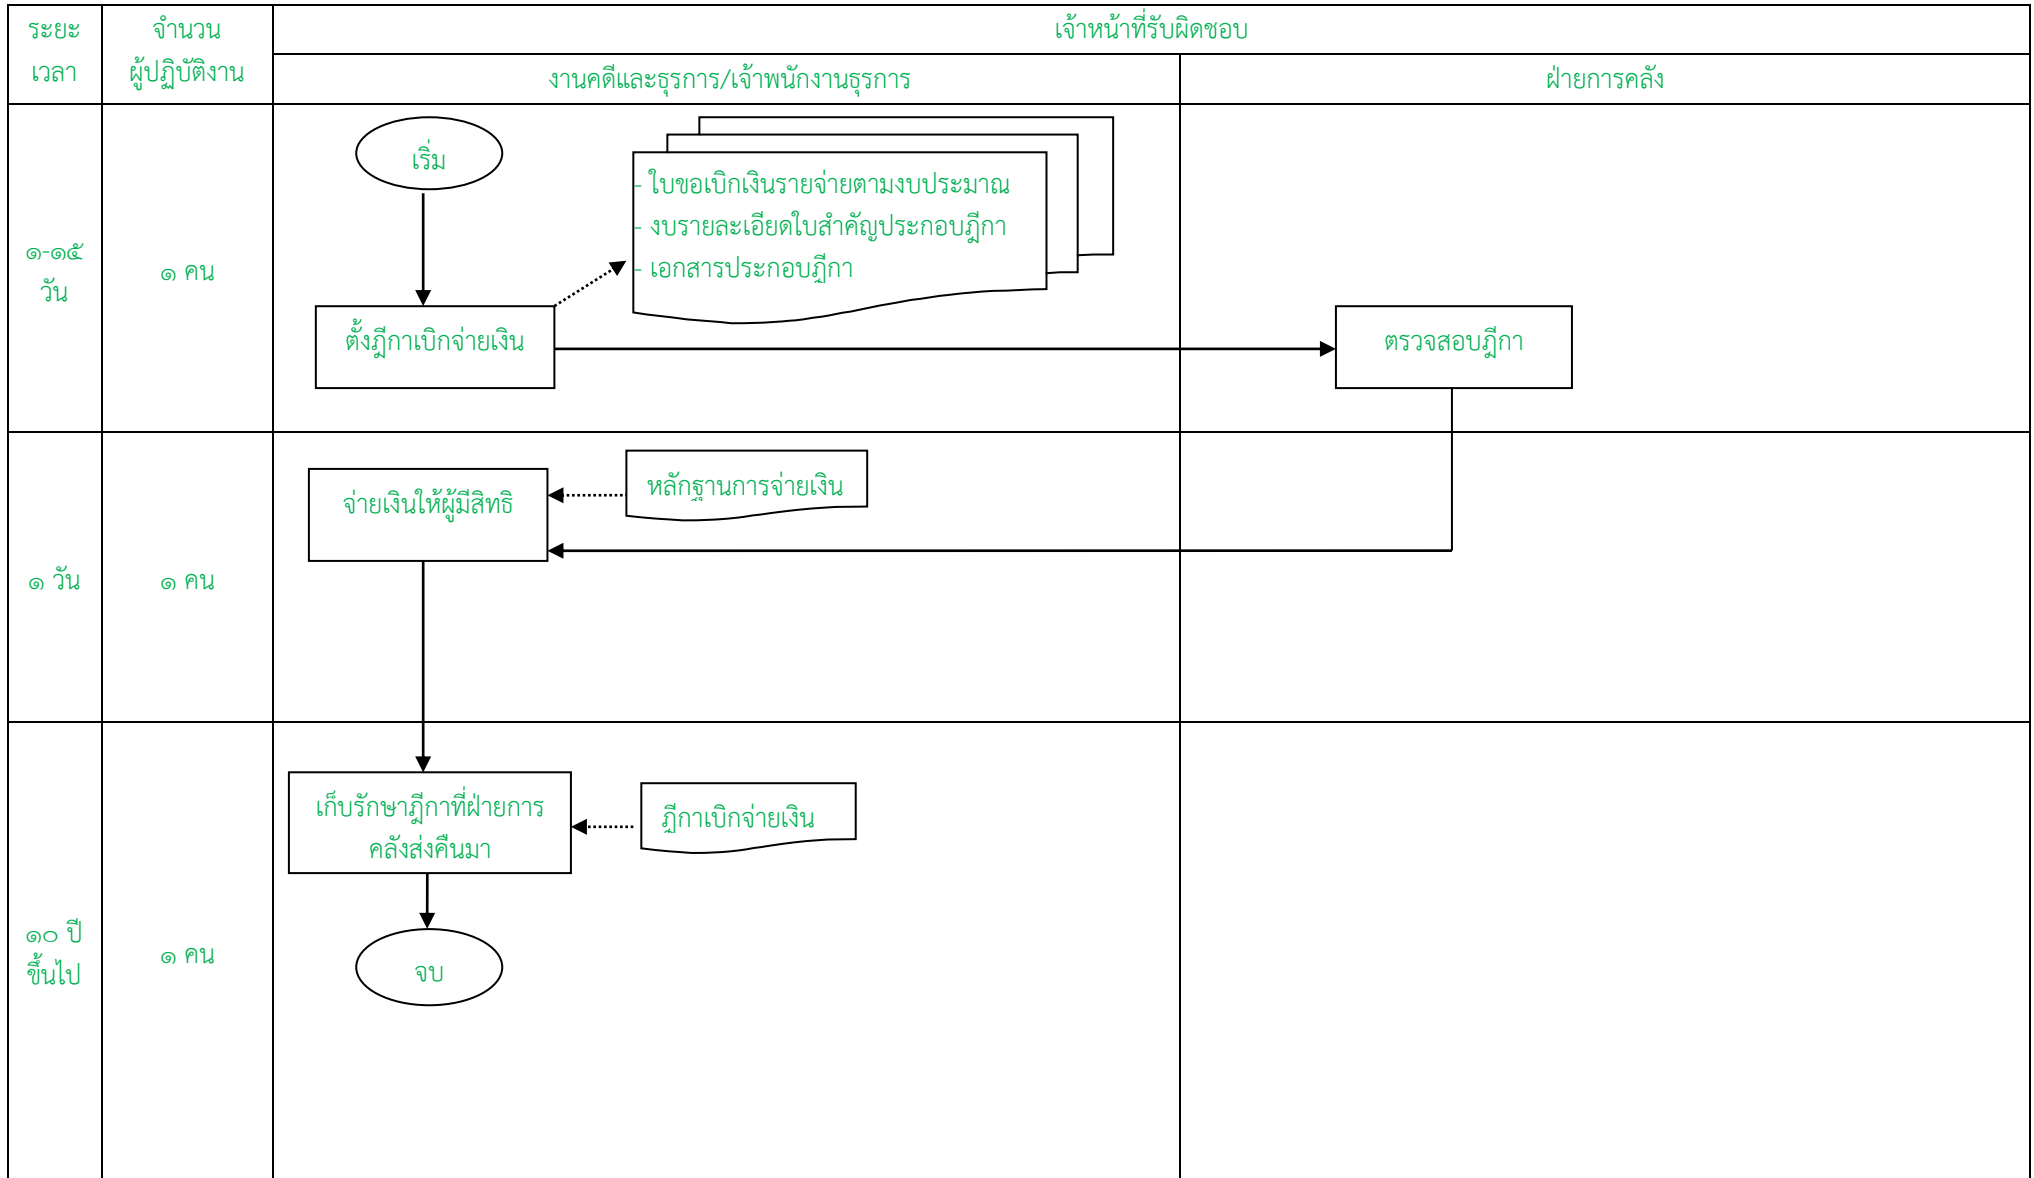 ระยะ
เวลา
จำนวน
ผู้ปฏิบัติงาน
เจ้าหน้าที่รับผิดชอบ
งานคดีและธุรการ/เจ้าพนักงานธุรการ
ฝ่ายการคลัง
๑-๑๕
วัน
๑ คน
เริ่ม
- ใบขอเบิกเงินรายจ่ายตามงบประมาณ
- งบรายละเอียดใบสำคัญประกอบฎีกา
- เอกสารประกอบฎีกา
ตั้งฎีกาเบิกจ่ายเงิน
ตรวจสอบฎีกา
๑ วัน
๑ คน
จ่ายเงินให้ผู้มีสิทธิ
หลักฐานการจ่ายเงิน
๑๐ ปี
ขึ้นไป
๑ คน
เก็บรักษาฎีกาที่ฝ่ายการ
คลังส่งคืนมา
ฎีกาเบิกจ่ายเงิน
จบ